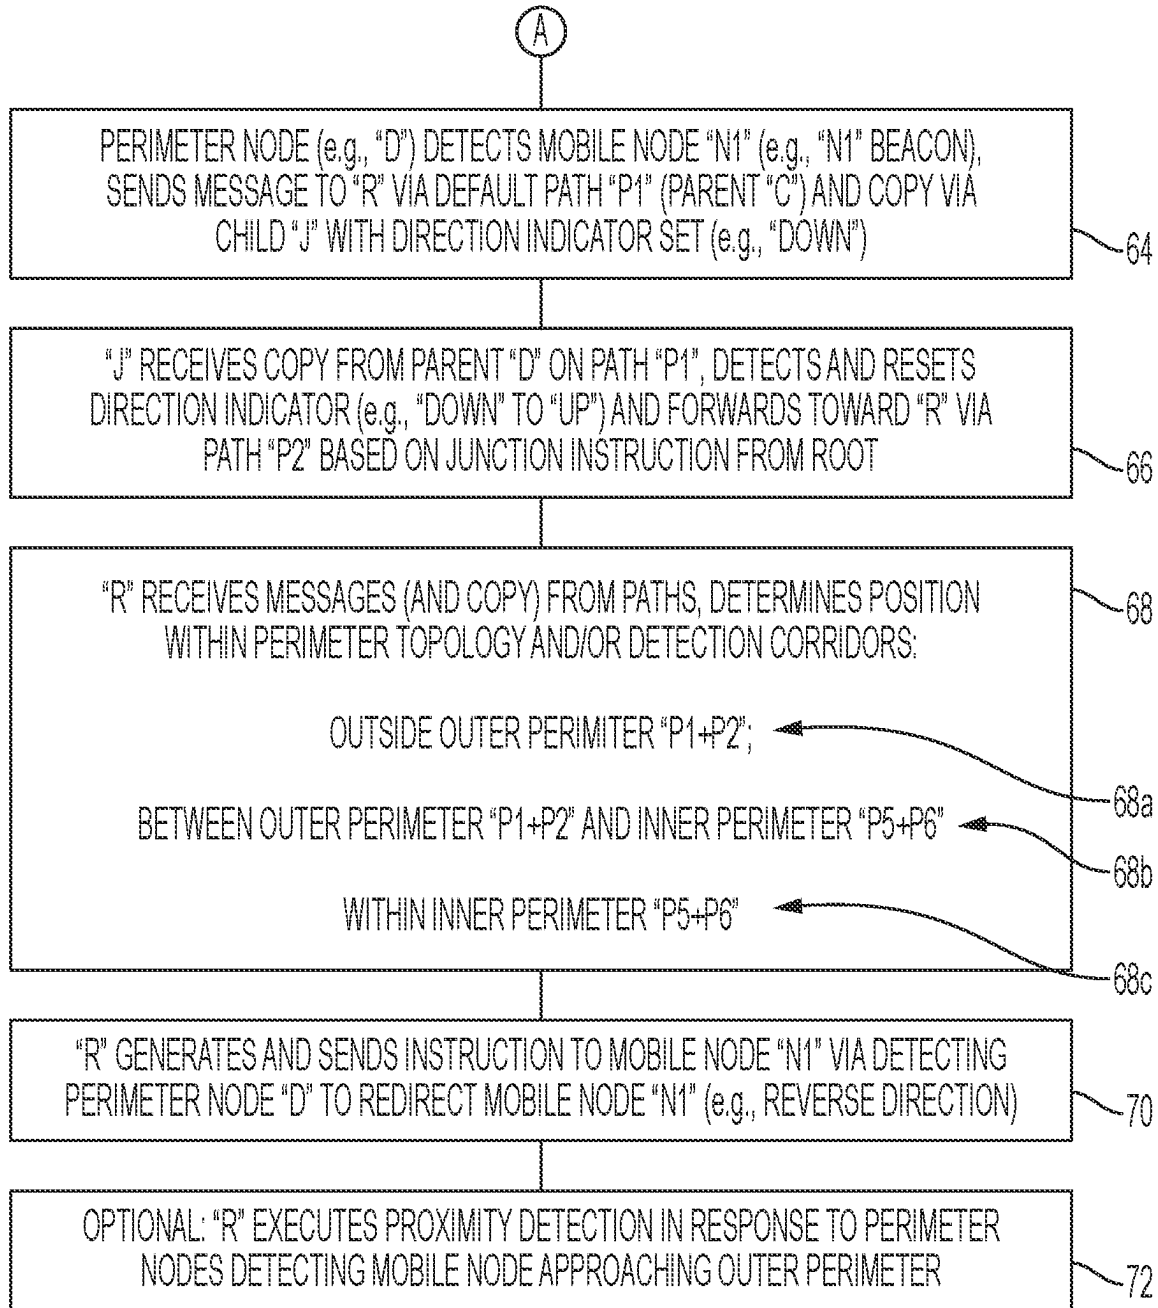 A
PERIMETER NODE (e.g., "D") DETECTS MOBILE NODE "N1" (e.g., "N1" BEACON),
SENDS MESSAGE TO "R" VIA DEFAULT PATH "P1" (PARENT "C") AND COPY VIA
CHILD "J" WITH DIRECTION INDICATOR SET (e.g., "DOWN")
64
"J" RECEIVES COPY FROM PARENT "D" ON PATH "P1", DETECTS AND RESETS
DIRECTION INDICATOR (e.g., "DOWN" TO "UP") AND FORWARDS TOWARD "R" VIA
PATH "P2" BASED ON JUNCTION INSTRUCTION FROM ROOT
66
"R" RECEIVES MESSAGES (AND COPY) FROM PATHS, DETERMINES POSITION
WITHIN PERIMETER TOPOLOGY AND/OR DETECTION CORRIDORS:
68
OUTSIDE OUTER PERIMITER "P1+P2";
68a
BETWEEN OUTER PERIMETER "P1+P2" AND INNER PERIMETER "P5+P6"
68b
WITHIN INNER PERIMETER "P5+P6"
68c
"R" GENERATES AND SENDS INSTRUCTION TO MOBILE NODE "N1" VIA DETECTING
PERIMETER NODE "D" TO REDIRECT MOBILE NODE "N1" (e.g., REVERSE DIRECTION)
70
OPTIONAL: "R" EXECUTES PROXIMITY DETECTION IN RESPONSE TO PERIMETER
NODES DETECTING MOBILE NODE APPROACHING OUTER PERIMETER
72